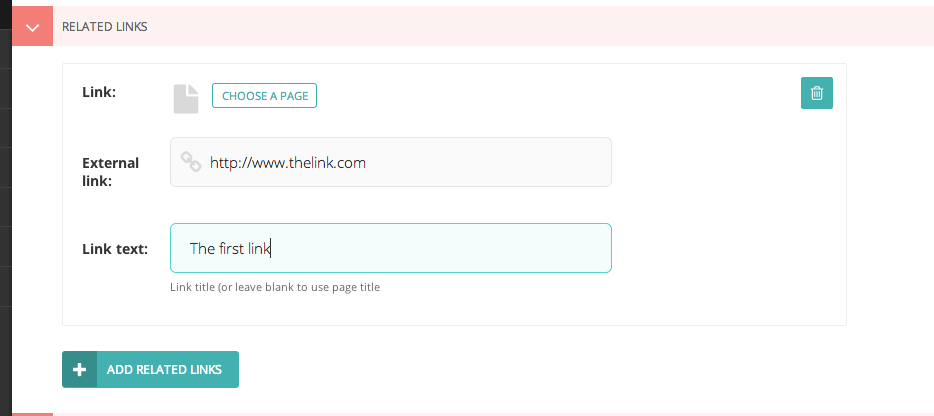 RELATED LINKS
Link:
CHOOSE A PAGE
External
link:
http://www.thelink.com
Link text:
The first link
Link title (or leave blank to use page title
ADD RELATED LINKS